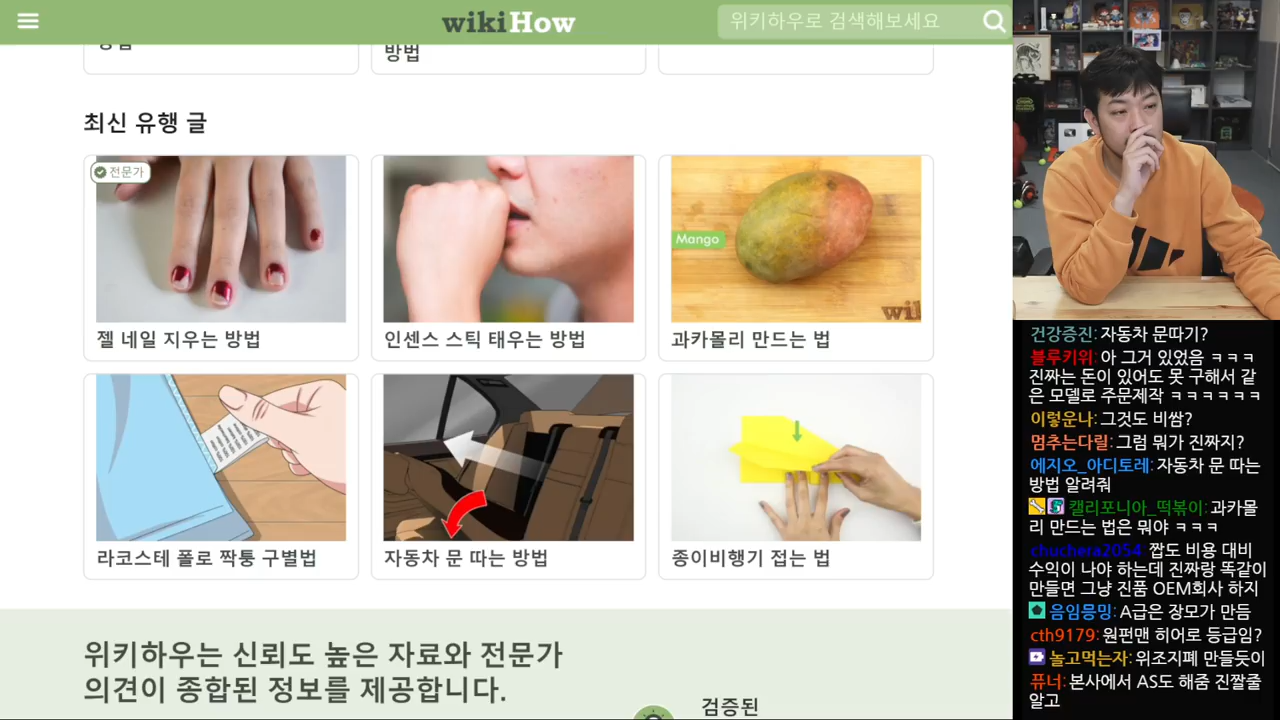 wikiHow
위키하우로 검색해보세요
방법
최신 유행 글
전문가
Mango
젤 네일 지우는 방법
인센스 스틱 태우는 방법
과카몰리 만드는 법
라코스테 폴로 짝퉁 구별법
자동차 문 따는 방법
종이비행기 접는 법
위키하우는 신뢰도 높은 자료와 전문가
의견이 종합된 정보를 제공합니다.
검증된
건강증진: 자동차 문따기?
블루키위: 아 그거 있었음 ㅋㅋㅋ
진짜는 돈이 있어도 못 구해서 같
은 모델로 주문제작 ㅋㅋㅋㅋㅋㅋ
이렇운나: 그것도 비쌈?
멈추는다릴: 그럼 뭐가 진짜지?
에지오_아디토레: 자동차 문 따는
방법 알려줘
캘리포니아_떡볶이: 과카몰
리 만드는 법은 뭐야 ㅋㅋㅋ
chuchera2054: 짭도 비용 대비
수익이 나야 하는데 진짜랑 똑같이
만들면 그냥 진품 OEM회사 하지
음임믕밍: A급은 장모가 만듬
cth9179: 원펀맨 히어로 등급임?
놀고먹는자: 위조지폐 만들듯이
퓨너: 본사에서 AS도 해줌 진짤줄
알고